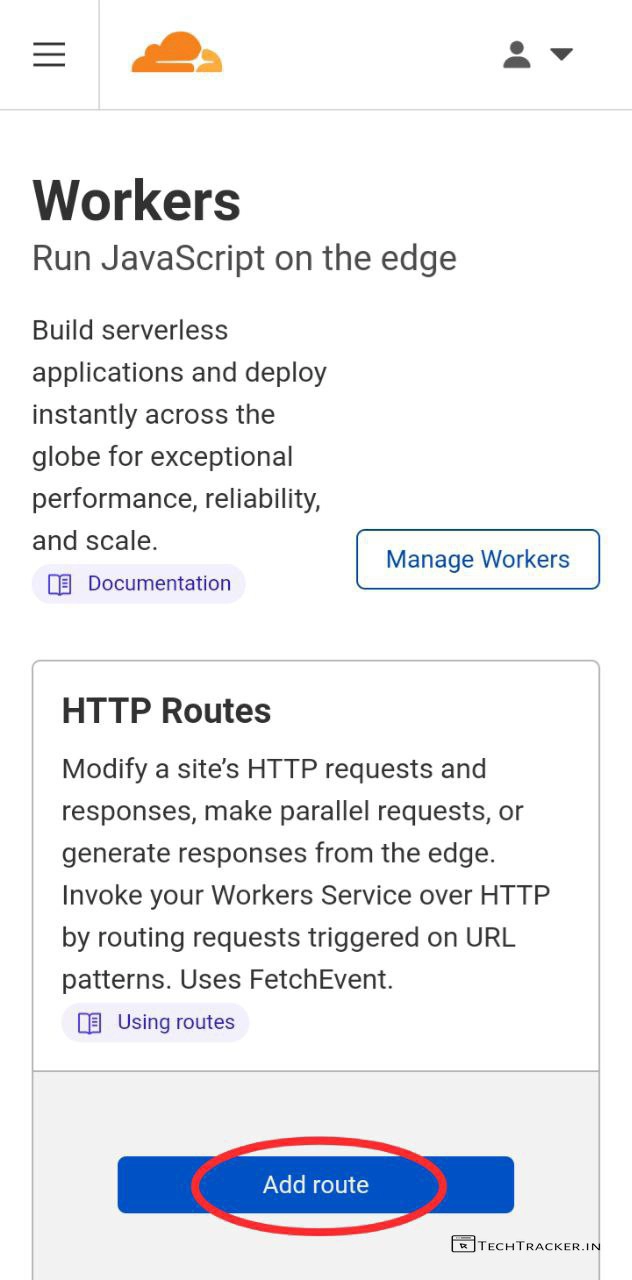 Workers
Run JavaScript on the edge
Build serverless
applications and deploy
instantly across the
globe for exceptional
performance, reliability,
and scale.
Manage Workers
Documentation
HTTP Routes
Modify a site’s HTTP requests and
responses, make parallel requests, or
generate responses from the edge.
Invoke your Workers Service over HTTP
by routing requests triggered on URL
patterns. Uses FetchEvent.
Using routes
Add route
TechTracker.in